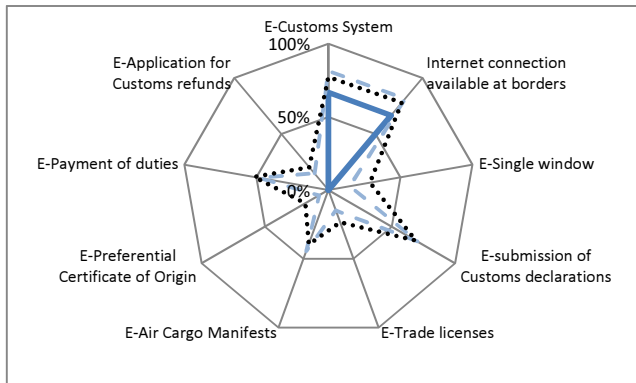 E-Customs System
100%
E-Application for
Customs refunds
Internet connection
available at borders
50%
E-Payment of duties
E-Single window
0%
E-Preferential
Certificate of Origin
E-submission of
Customs declarations
E-Air Cargo Manifests
E-Trade licenses